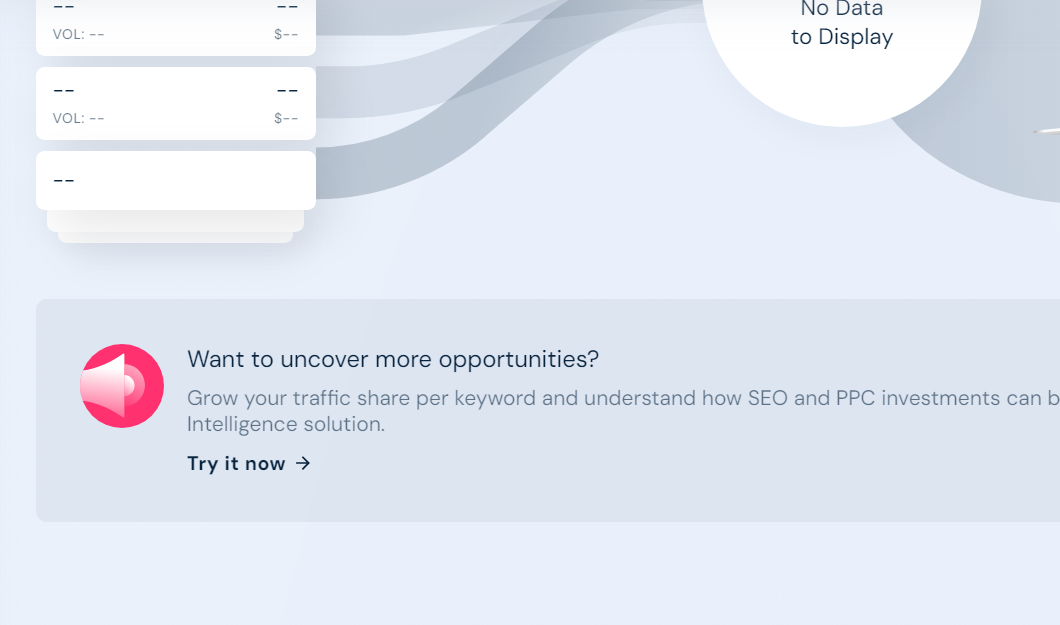 -- --
VOL: -- $--
-- --
VOL: -- $--
--
No Data
to Display
Want to uncover more opportunities?
Grow your traffic share per keyword and understand how SEO and PPC investments can b
Intelligence solution.
Try it now →